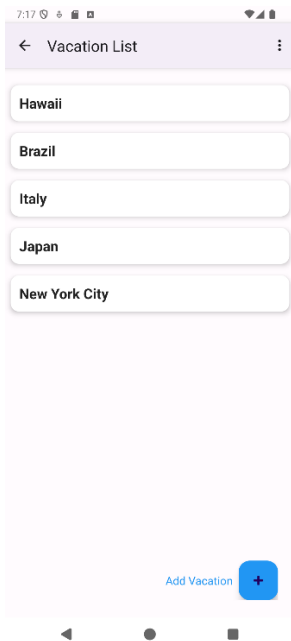 7:17
Vacation List
Hawaii
Brazil
Italy
Japan
New York City
Add Vacation +